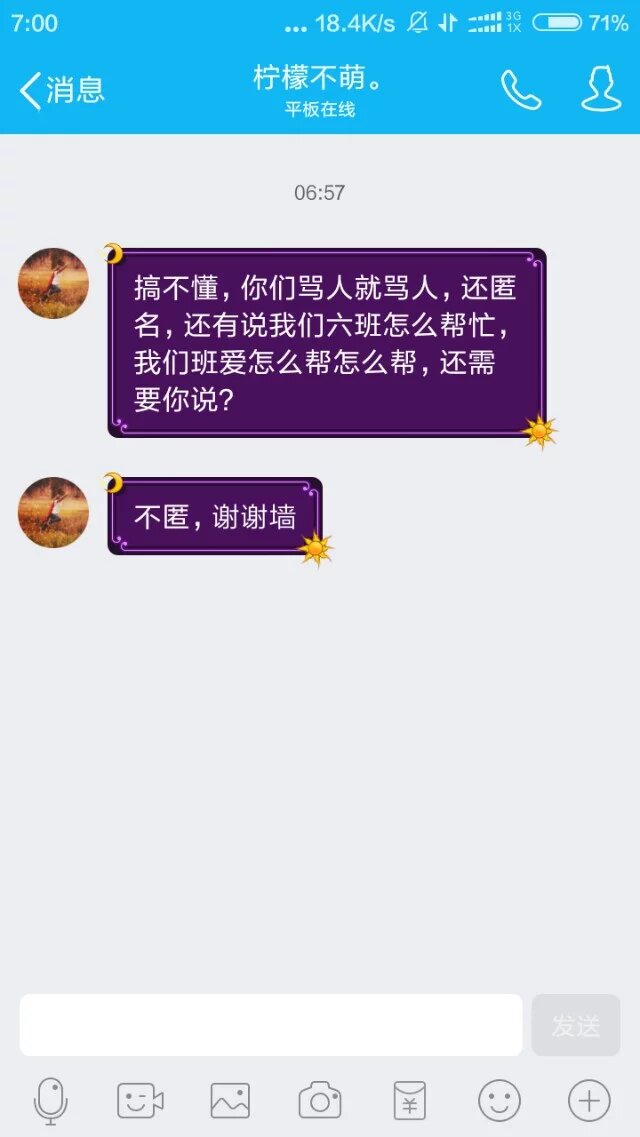 7:00
... 18.4K/s 3G 1X 71%
消息
柠檬不萌。
平板在线
06:57
搞不懂，你们骂人就骂人，还匿
名，还有说我们六班怎么帮忙，
我们班爱怎么帮怎么帮，还需
要你说？
不匿，谢谢墙
发送